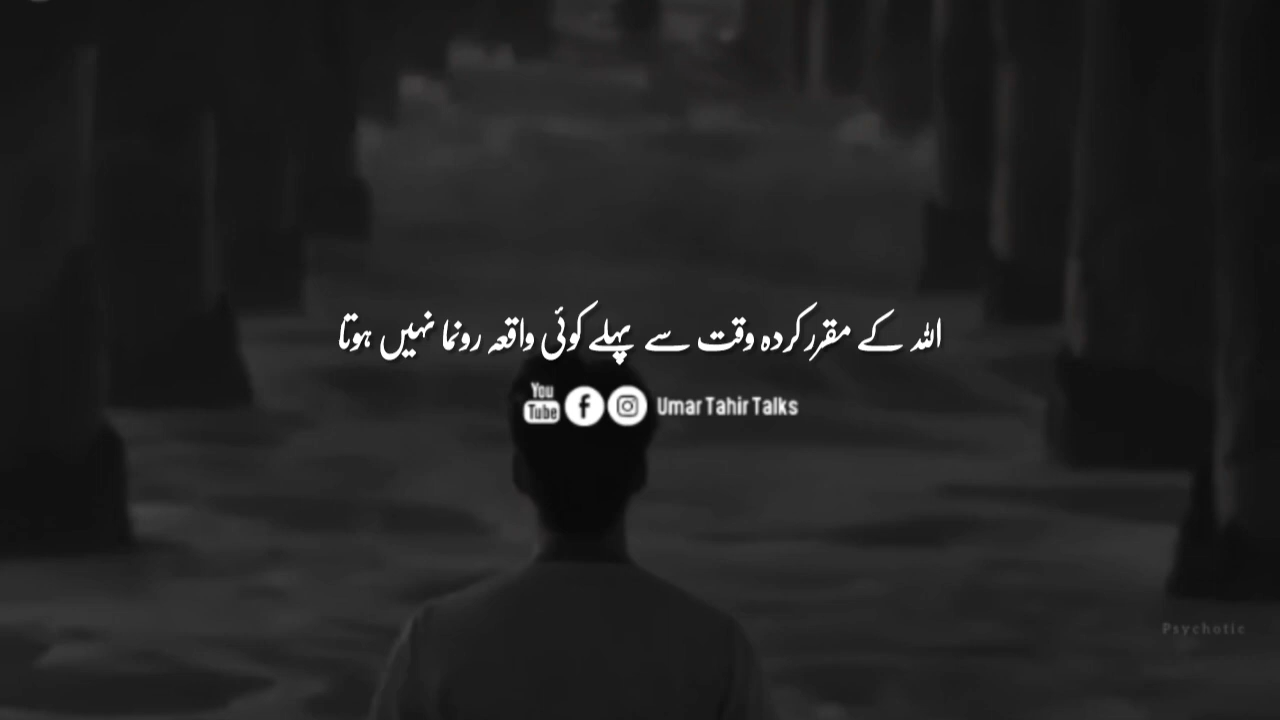 اللہ کے مقرر کردہ وقت سے پہلے کوئی واقعہ رونما نہیں ہوتا
You Tube f Umar Tahir Talks
Psychotic